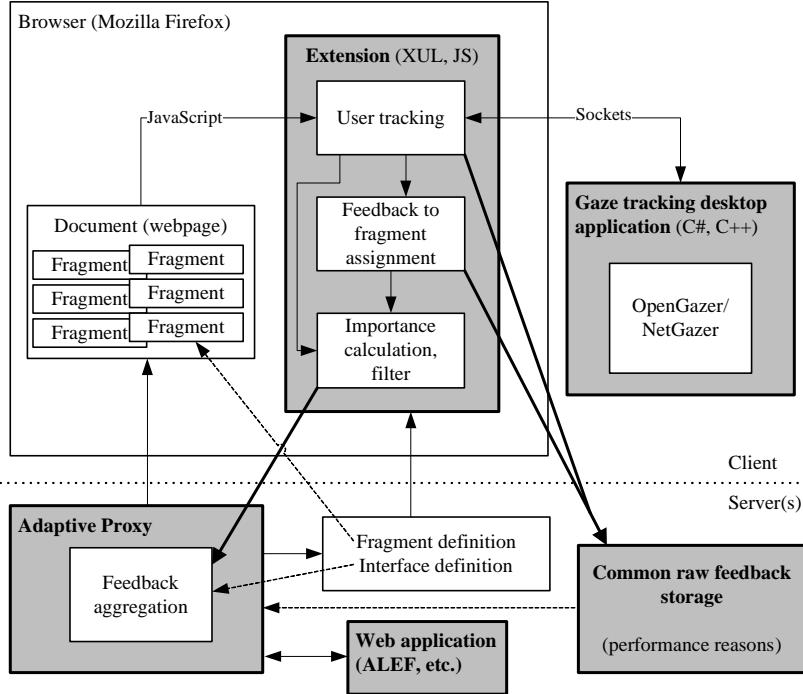 Browser (Mozilla Firefox)
Extension (XUL, JS)
JavaScript
User tracking
Sockets
Document (webpage)
Fragment
Fragment
Fragment
Fragment
Fragment
Fragment
Feedback to
fragment
assignment
Importance
calculation,
filter
Gaze tracking desktop
application (C#, C++)
OpenGazer/
NetGazer
Client
Server(s)
Adaptive Proxy
Feedback
aggregation
Fragment definition
Interface definition
Web application
(ALEF, etc.)
Common raw feedback
storage
(performance reasons)